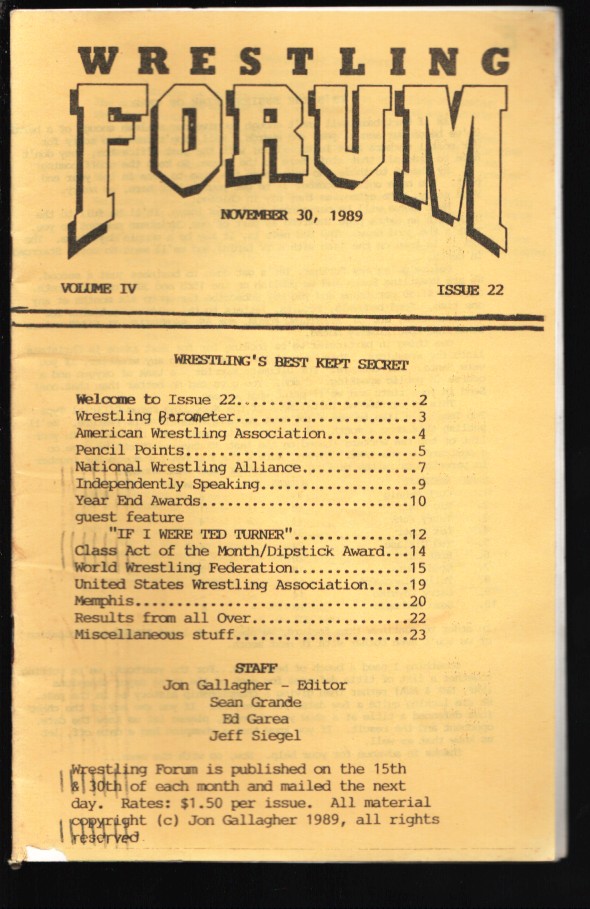 WRESTLING
FORUM
NOVEMBER 30, 1989
VOLUME IV ISSUE 22
WRESTLING'S BEST KEPT SECRET
Welcome to Issue 22......................2
Wrestling Barometer......................3
American Wrestling Association..........4
Pencil Points............................5
National Wrestling Alliance.............7
Independently Speaking...................9
Year End Awards.........................10
guest feature
"IF I WERE TED TURNER"..............12
Class Act of the Month/Dipstick Award...14
World Wrestling Federation..............15
United States Wrestling Association.....19
Memphis.................................20
Results from all Over...................22
Miscellaneous stuff.....................23
STAFF
Jon Gallagher - Editor
Sean Grande
Ed Garea
Jeff Siegel
Wrestling Forum is published on the 15th
& 30th of each month and mailed the next
day. Rates: $1.50 per issue. All material
copyright (c) Jon Gallagher 1989, all rights
reserved